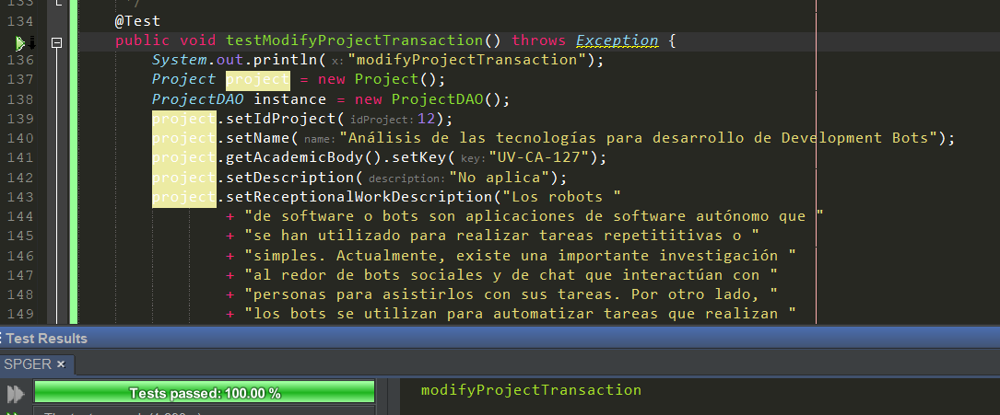 133 */
134 @Test
public void testModifyProjectTransaction() throws Exception {
136 System.out.println( x: "modifyProjectTransaction");
137 Project project = new Project();
138 ProjectDAO instance = new ProjectDAO();
139 project.setIdProject( idProject: 12);
140 project.setName( name: "Análisis de las tecnologías para desarrollo de Development Bots");
141 project.getAcademicBody().setKey( key: "UV-CA-127");
142 project.setDescription( description: "No aplica");
143 project.setReceptionalWorkDescription("Los robots "
144 + "de software o bots son aplicaciones de software autónomo que "
145 + "se han utilizado para realizar tareas repetititivas o "
146 + "simples. Actualmente, existe una importante investigación "
147 + "al redor de bots sociales y de chat que interactúan con "
148 + "personas para asistirlos con sus tareas. Por otro lado, "
149 + "los bots se utilizan para automatizar tareas que realizan "
Test Results
SPGER ×
Tests passed: 100.00 %
modifyProjectTransaction